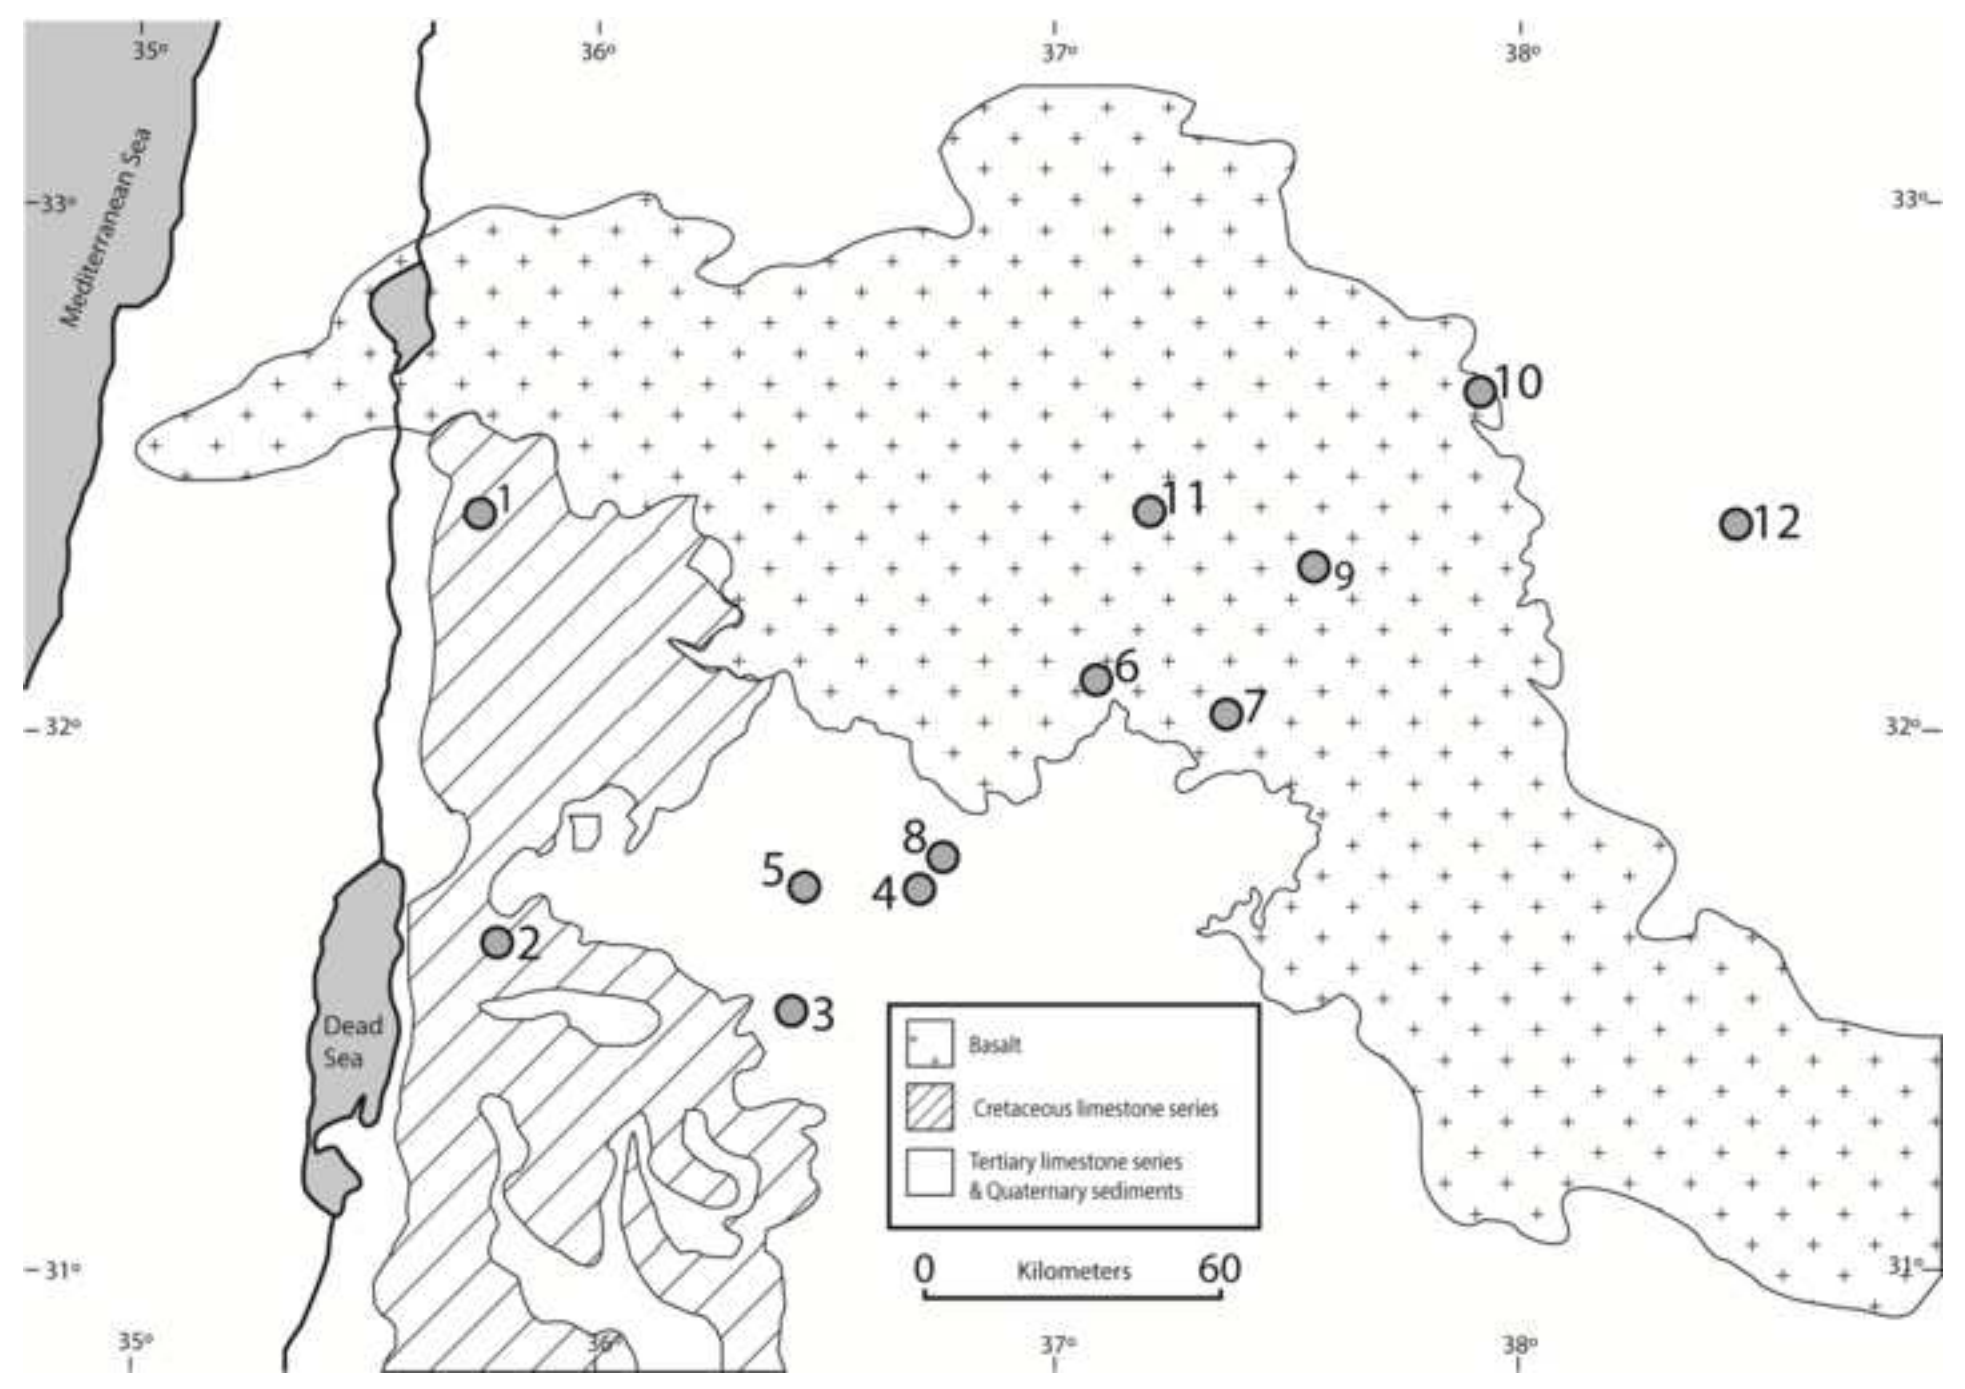 35º
36º
37º
38º
Mediterranean Sea
33º
33º
10
1
11
12
9
6
7
32º
32º
8
5
4
2
3
Dead
Sea
Basalt
Cretaceous limestone series
Tertiary limestone series
& Quaternary sediments
0 Kilometers 60
31º
31º
35º
36º
37º
38º